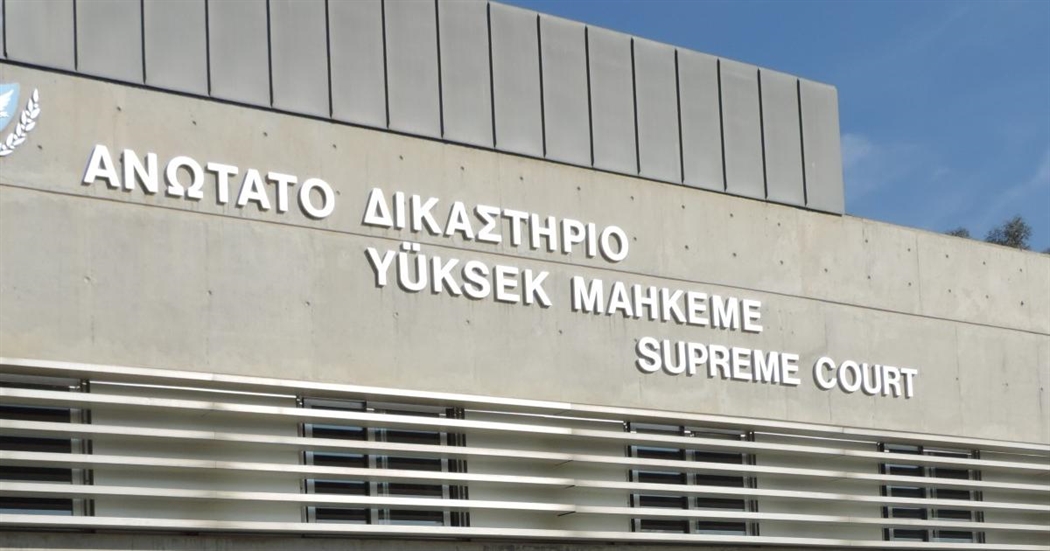 ΑΝΩΤΑΤΟ ΔΙΚΑΣΤΗΡΙΟ
YÜKSEK MAHKEME
SUPREME COURT